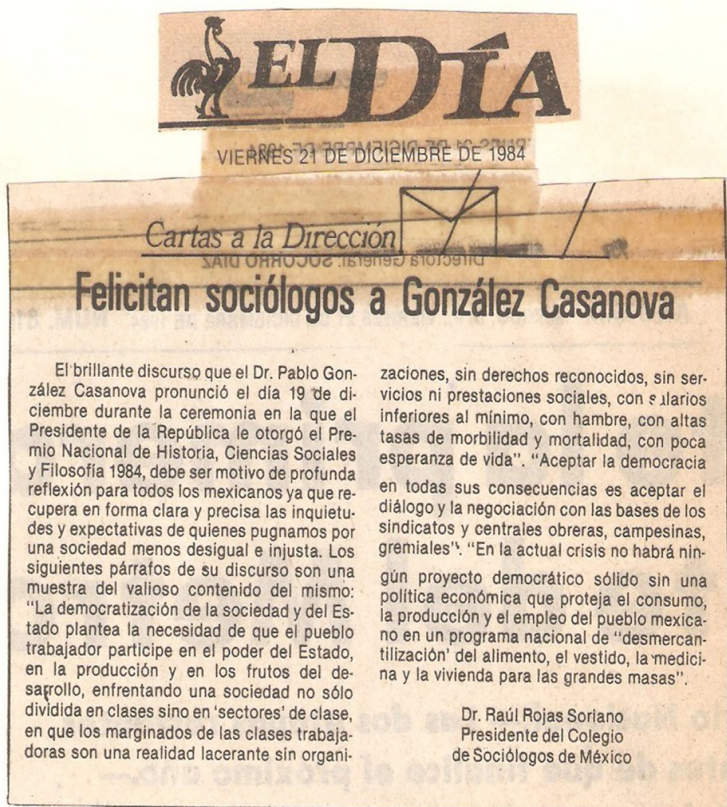 EL DÍA
VIERNES 21 DE DICIEMBRE DE 1984
Cartas a la Dirección
Felicitan sociólogos a González Casanova
El brillante discurso que el Dr. Pablo Gon-
zález Casanova pronunció el día 19 de di-
ciembre durante la ceremonia en la que el
Presidente de la República le otorgó el Pre-
mio Nacional de Historia, Ciencias Sociales
y Filosofía 1984, debe ser motivo de profunda
reflexión para todos los mexicanos ya que re-
cupera en forma clara y precisa las inquietu-
des y expectativas de quienes pugnamos por
una sociedad menos desigual e injusta. Los
siguientes párrafos de su discurso son una
muestra del valioso contenido del mismo:
"La democratización de la sociedad y del Es-
tado plantea la necesidad de que el pueblo
trabajador participe en el poder del Estado,
en la producción y en los frutos del de-
sarrollo, enfrentando una sociedad no sólo
dividida en clases sino en 'sectores' de clase,
en que los marginados de las clases trabaja-
doras son una realidad lacerante sin organi-
zaciones, sin derechos reconocidos, sin ser-
vicios ni prestaciones sociales, con salarios
inferiores al mínimo, con hambre, con altas
tasas de morbilidad y mortalidad, con poca
esperanza de vida". "Aceptar la democracia
en todas sus consecuencias es aceptar el
diálogo y la negociación con las bases de los
sindicatos y centrales obreras, campesinas,
gremiales". "En la actual crisis no habrá nin-
gún proyecto democrático sólido sin una
política económica que proteja el consumo,
la producción y el empleo del pueblo mexica-
no en un programa nacional de "desmercan-
tilización' del alimento, el vestido, la medici-
na y la vivienda para las grandes masas".
Dr. Raúl Rojas Soriano
Presidente del Colegio
de Sociólogos de México